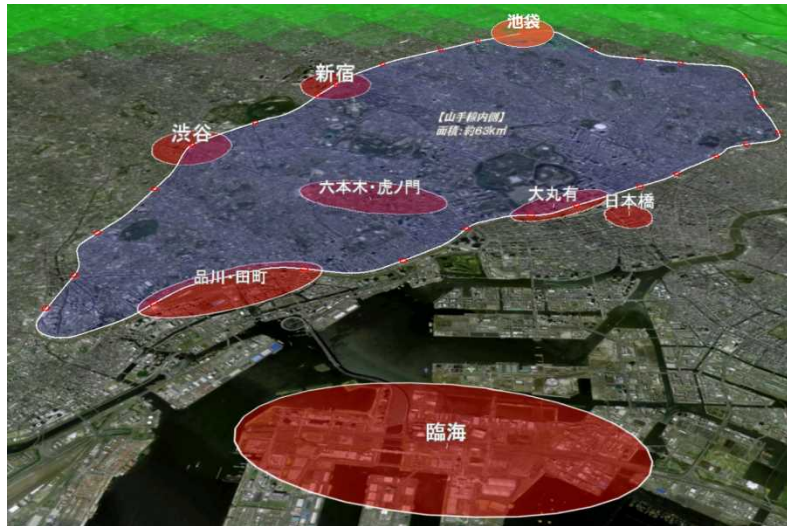 池袋
新宿
【山手線内側】
面積：約63k㎡
渋谷
六本木・虎ノ門
大丸有
日本橋
品川・田町
臨海